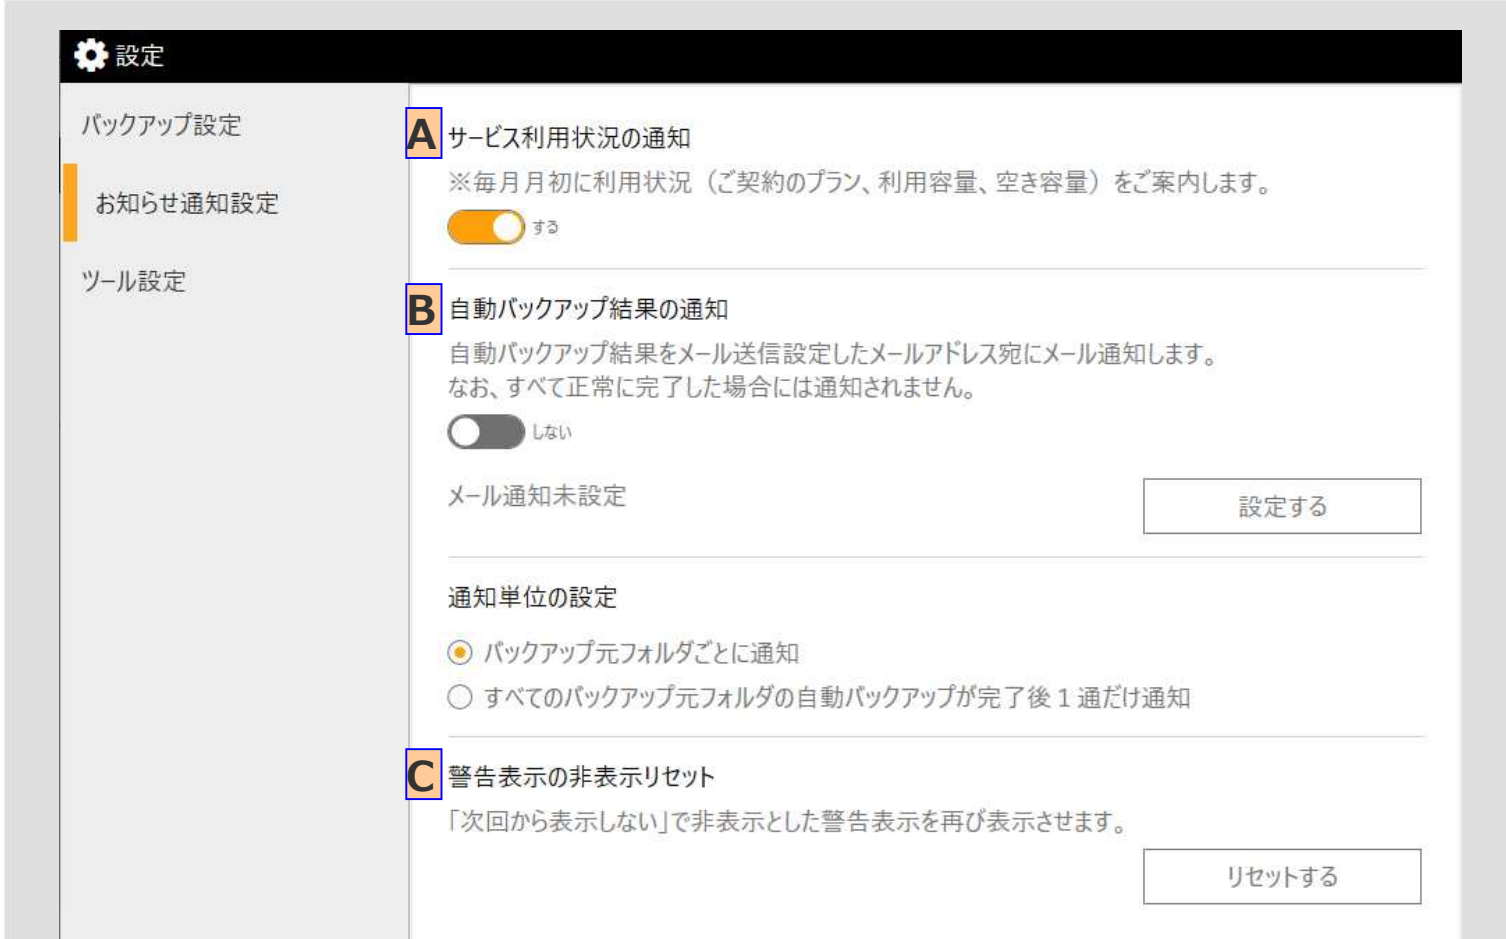 設定
バックアップ設定
お知らせ通知設定
ツール設定
A サービス利用状況の通知
※毎月月初に利用状況（ご契約のプラン、利用容量、空き容量）をご案内します。
する
B 自動バックアップ結果の通知
自動バックアップ結果をメール送信設定したメールアドレス宛にメール通知します。
なお、すべて正常に完了した場合には通知されません。
しない
メール通知未設定
設定する
通知単位の設定
バックアップ元フォルダごとに通知
すべてのバックアップ元フォルダの自動バックアップが完了後１通だけ通知
C 警告表示の非表示リセット
「次回から表示しない」で非表示とした警告表示を再び表示させます。
リセットする